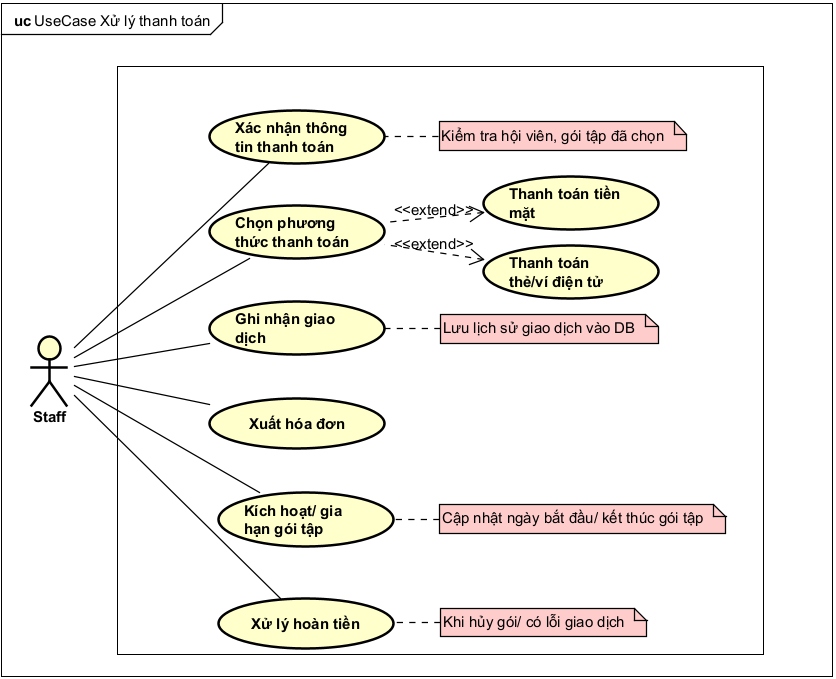 uc UseCase Xử lý thanh toán
Xác nhận thông
tin thanh toán
Kiểm tra hội viên, gói tập đã chọn
Chọn phương
thức thanh toán
<<extend>>
Thanh toán tiền
mặt
<<extend>>
Thanh toán
thẻ/ví điện tử
Ghi nhận giao
dịch
Lưu lịch sử giao dịch vào DB
Staff
Xuất hóa đơn
Kích hoạt/ gia
hạn gói tập
Cập nhật ngày bắt đầu/ kết thúc gói tập
Xử lý hoàn tiền
Khi hủy gói/ có lỗi giao dịch